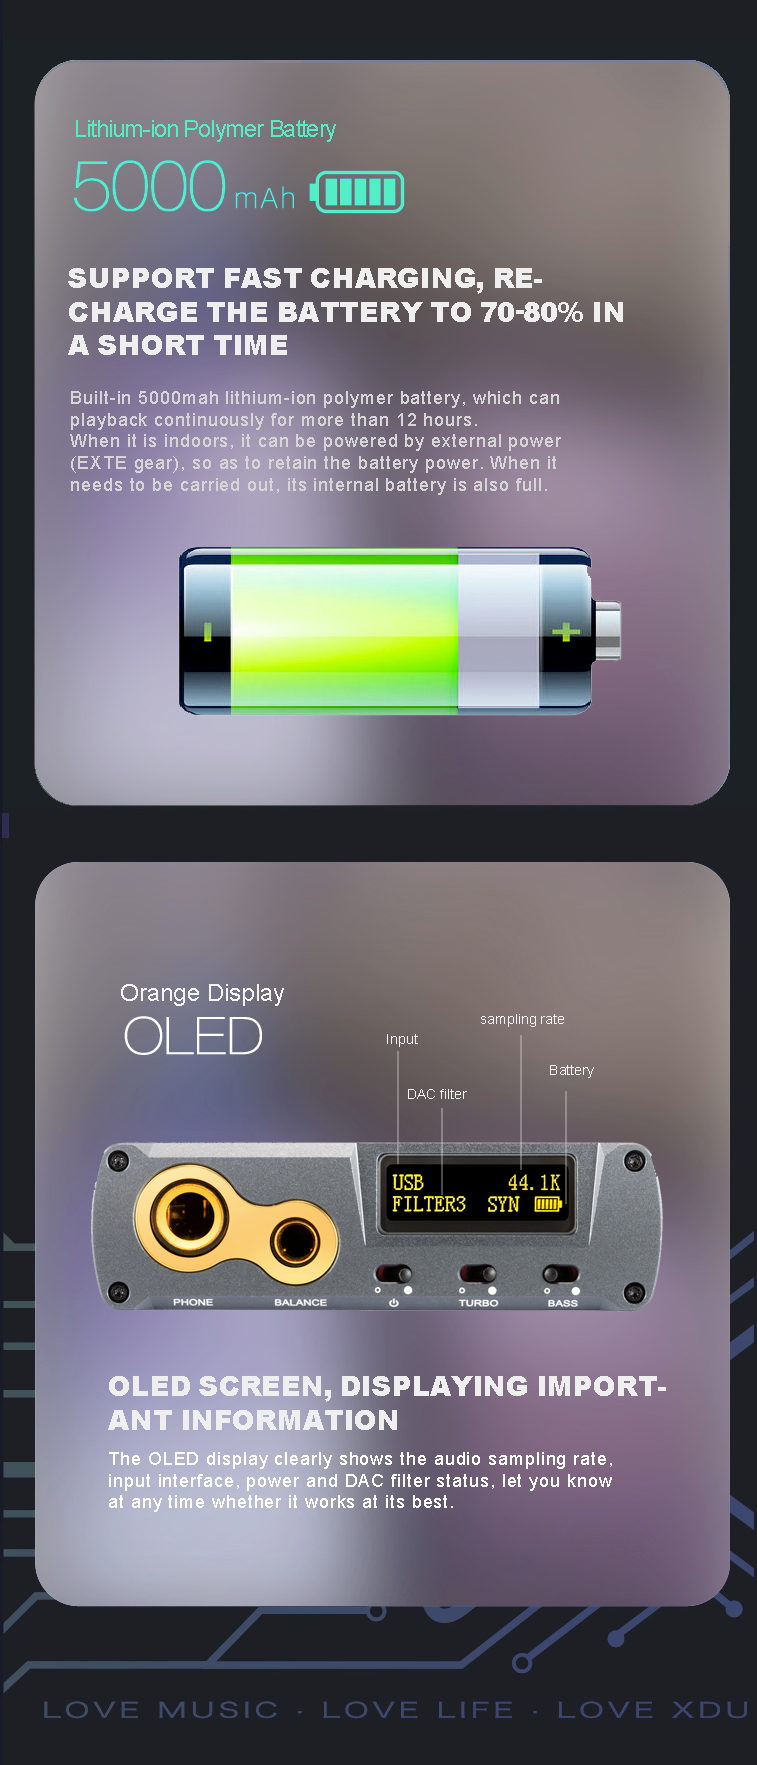 Lithium-ion Polymer Battery
5000 mAh
SUPPORT FAST CHARGING, RE-
CHARGE THE BATTERY TO 70-80% IN
A SHORT TIME
Built-in 5000mah lithium-ion polymer battery, which can
playback continuously for more than 12 hours.
When it is indoors, it can be powered by external power
(EXTE gear), so as to retain the battery power. When it
needs to be carried out, its internal battery is also full.
- +
Orange Display
OLED
sampling rate
Input
Battery
DAC filter
USB 44.1K
FILTER3 SYN
PHONE BALANCE TURBO BASS
OLED SCREEN, DISPLAYING IMPORT-
ANT INFORMATION
The OLED display clearly shows the audio sampling rate,
input interface, power and DAC filter status, let you know
at any time whether it works at its best.
LOVE MUSIC · LOVE LIFE · LOVE XDU